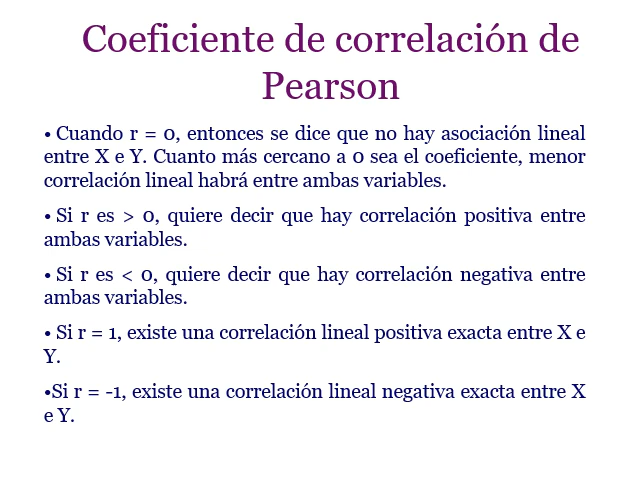 Coeficiente de correlación de
Pearson
• Cuando r = 0, entonces se dice que no hay asociación lineal
entre X e Y. Cuanto más cercano a 0 sea el coeficiente, menor
correlación lineal habrá entre ambas variables.
• Si r es > 0, quiere decir que hay correlación positiva entre
ambas variables.
• Si r es < 0, quiere decir que hay correlación negativa entre
ambas variables.
• Si r = 1, existe una correlación lineal positiva exacta entre X e
Y.
•Si r = -1, existe una correlación lineal negativa exacta entre X
e Y.